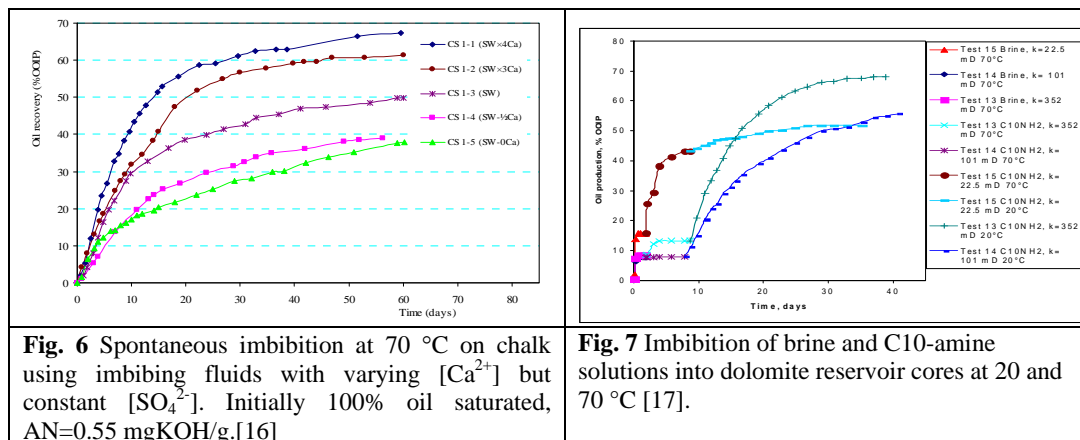 70
60
50
40
30
20
10
0
Oil recovery (%OOIP)
0 10 20 30 40 50 60 70 80
Time (days)
CS 1-1 (SW×4Ca)
CS 1-2 (SW×3Ca)
CS 1-3 (SW)
CS 1-4 (SW-½Ca)
CS 1-5 (SW-0Ca)
80
70
60
50
40
30
20
10
0
Oil production, % OOIP
0 10 20 30 40
Time, days
Test 15 Brine, k=22.5
mD 70°C
Test 14 Brine, k= 101
mD 70°C
Test 13 Brine, k=352
mD 70°C
Test 13 C10NH2, k=352
mD 70°C
Test 14 C10NH2, k=
101 mD 70°C
Test 15 C10NH2, k=
22.5 mD 70°C
Test 15 C10NH2, k=
22.5 mD 20°C
Test 13 C10NH2, k=352
mD 20°C
Test 14 C10NH2, k=
101 mD 20°C
Fig. 6 Spontaneous imbibition at 70 °C on chalk
using imbibing fluids with varying [Ca²⁺] but
constant [SO₄²⁻]. Initially 100% oil saturated,
AN=0.55 mgKOH/g.[16]
Fig. 7 Imbibition of brine and C10-amine
solutions into dolomite reservoir cores at 20 and
70 °C [17].